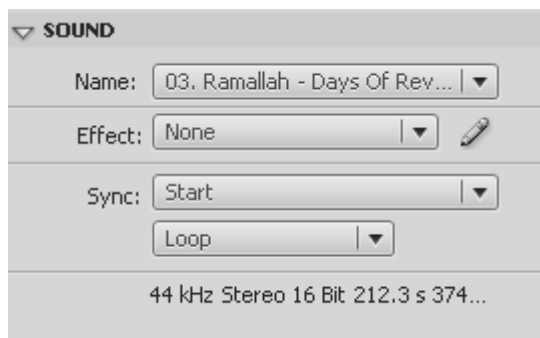 SOUND
Name: 03. Ramallah - Days Of Rev...
Effect: None
Sync: Start
Loop
44 kHz Stereo 16 Bit 212.3 s 374...